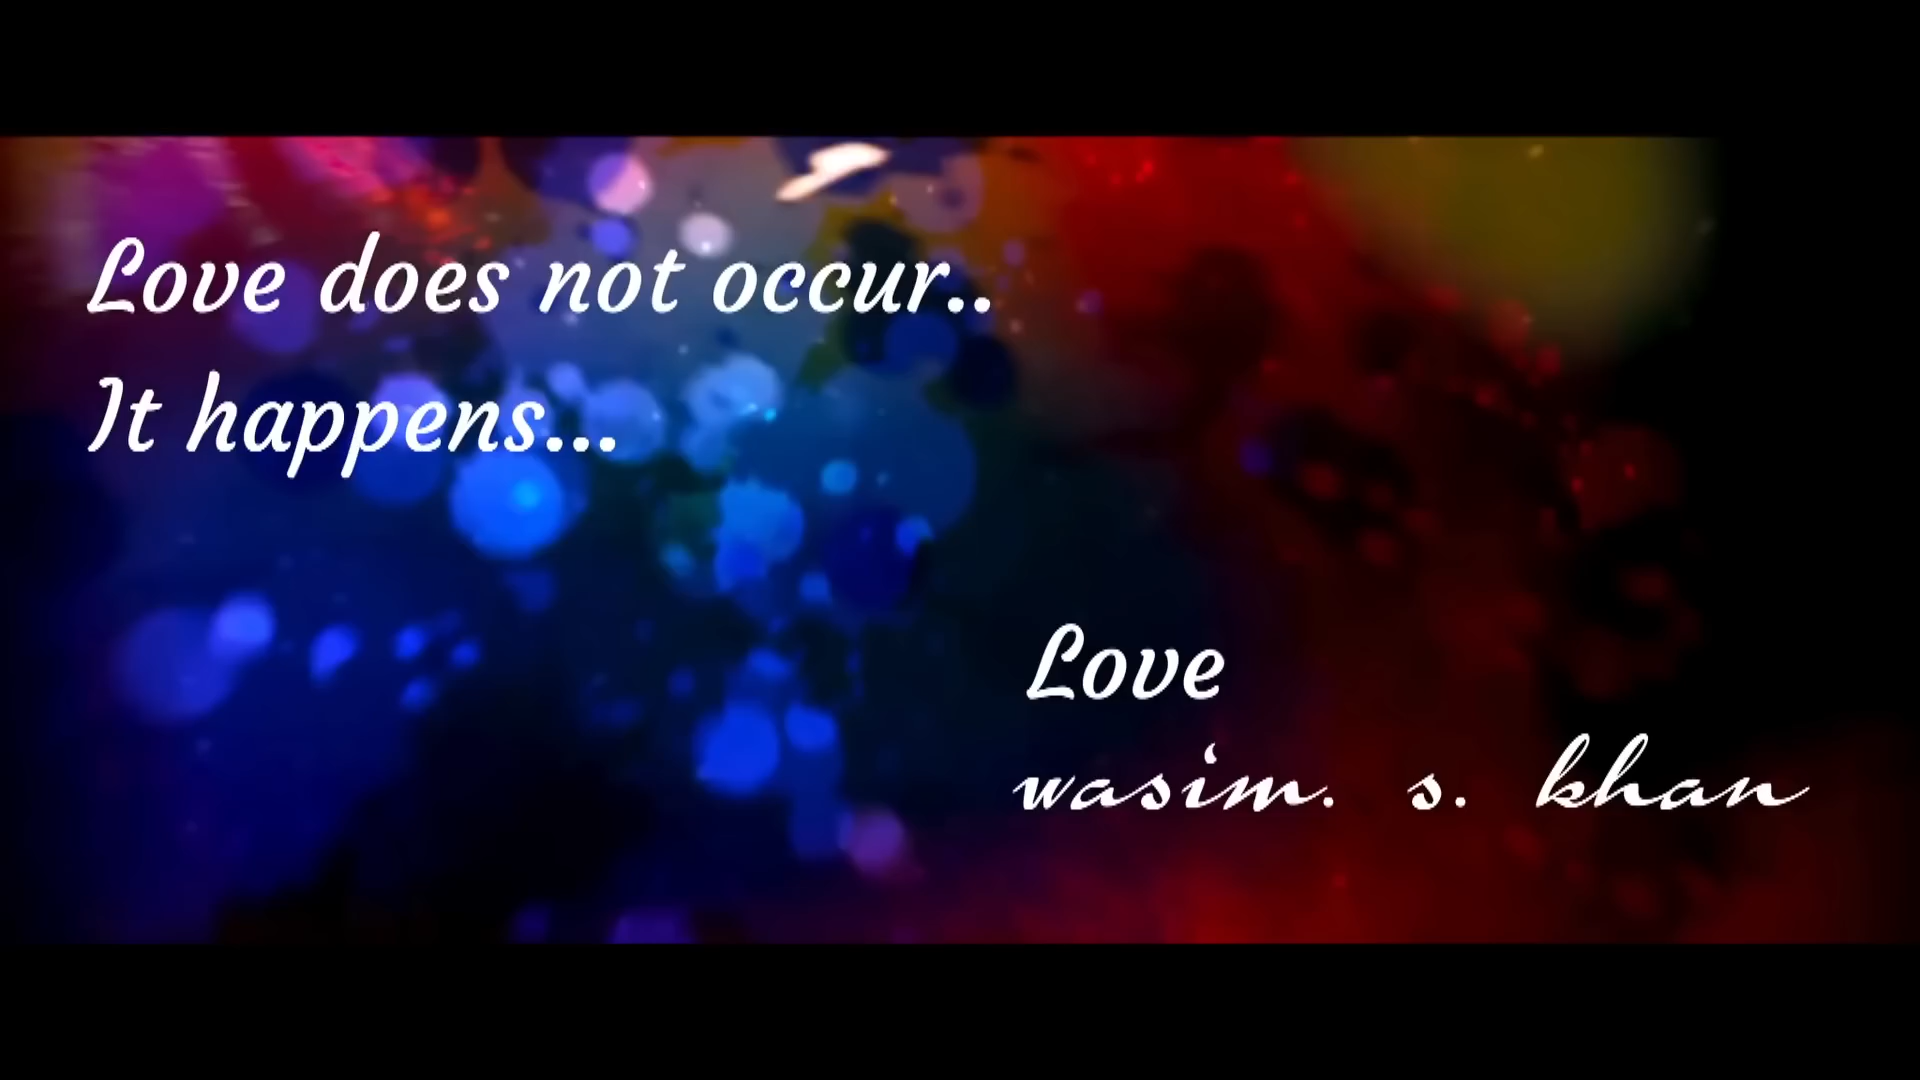 Love does not occur..
It happens...
Love
wasim. s. khan